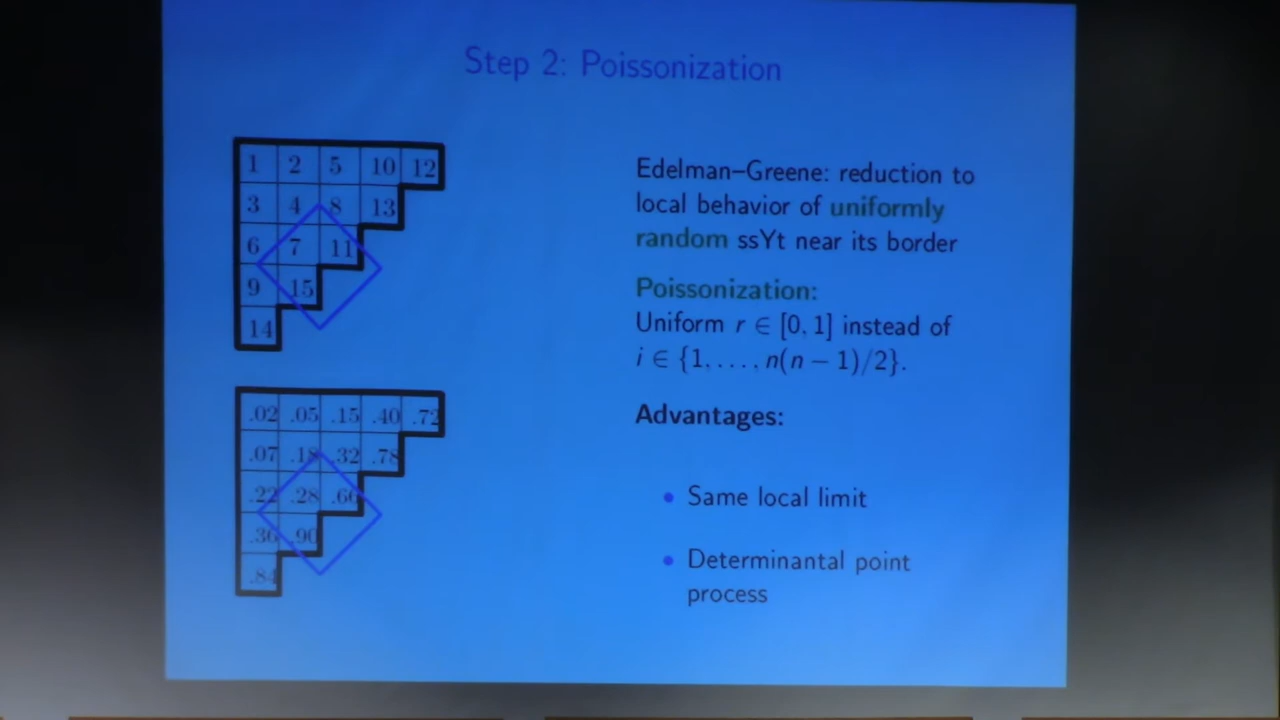 Step 2: Poissonization
1 2 5 10 12
3 4 8 13
6 7 11
9 15
14
.02 .05 .15 .40 .72
.07 .18 .32 .78
.22 .28 .60
.36 .90
.84
Edelman–Greene: reduction to
local behavior of uniformly
random ssYt near its border
Poissonization:
Uniform r ∈ [0, 1] instead of
i ∈ {1, . . . , n(n − 1)/2}.
Advantages:
• Same local limit
• Determinantal point
process